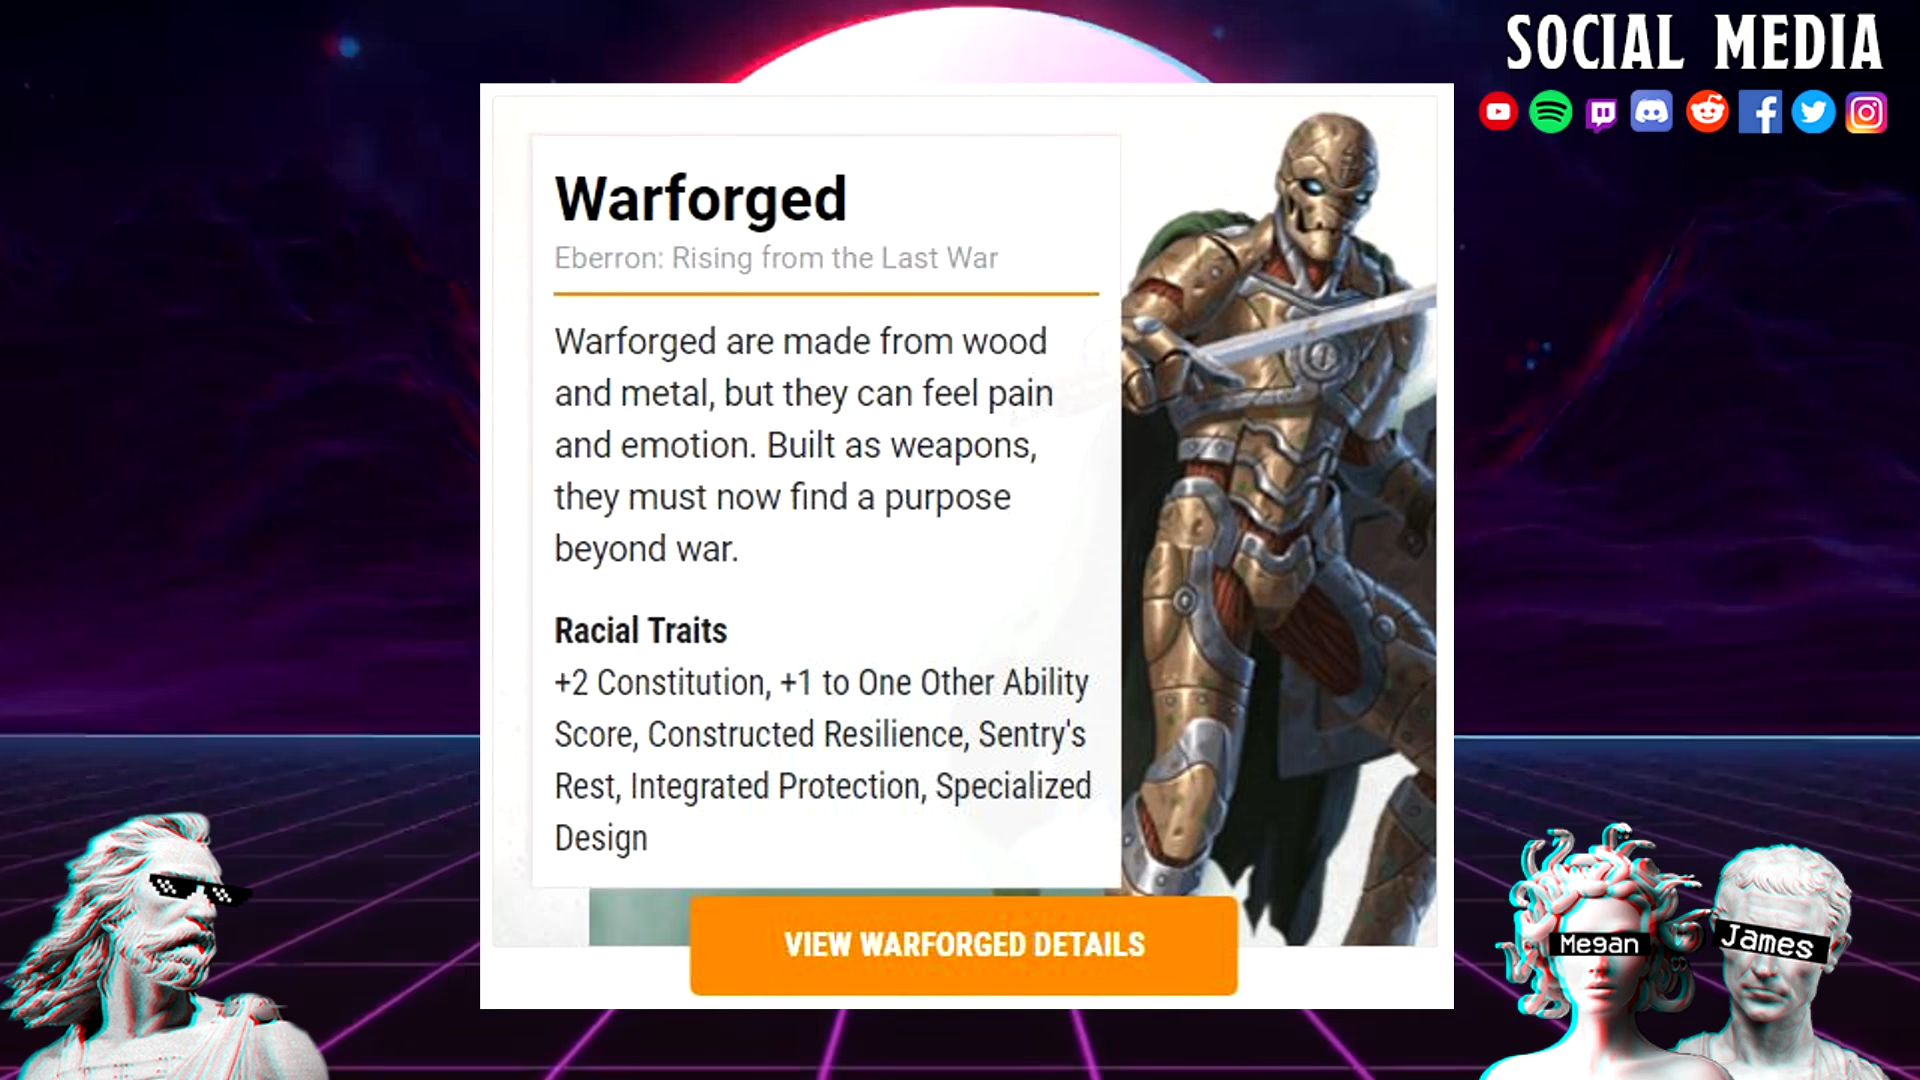 SOCIAL MEDIA
Warforged
Eberron: Rising from the Last War
Warforged are made from wood
and metal, but they can feel pain
and emotion. Built as weapons,
they must now find a purpose
beyond war.
Racial Traits
+2 Constitution, +1 to One Other Ability
Score, Constructed Resilience, Sentry's
Rest, Integrated Protection, Specialized
Design
VIEW WARFORGED DETAILS
Megan
James